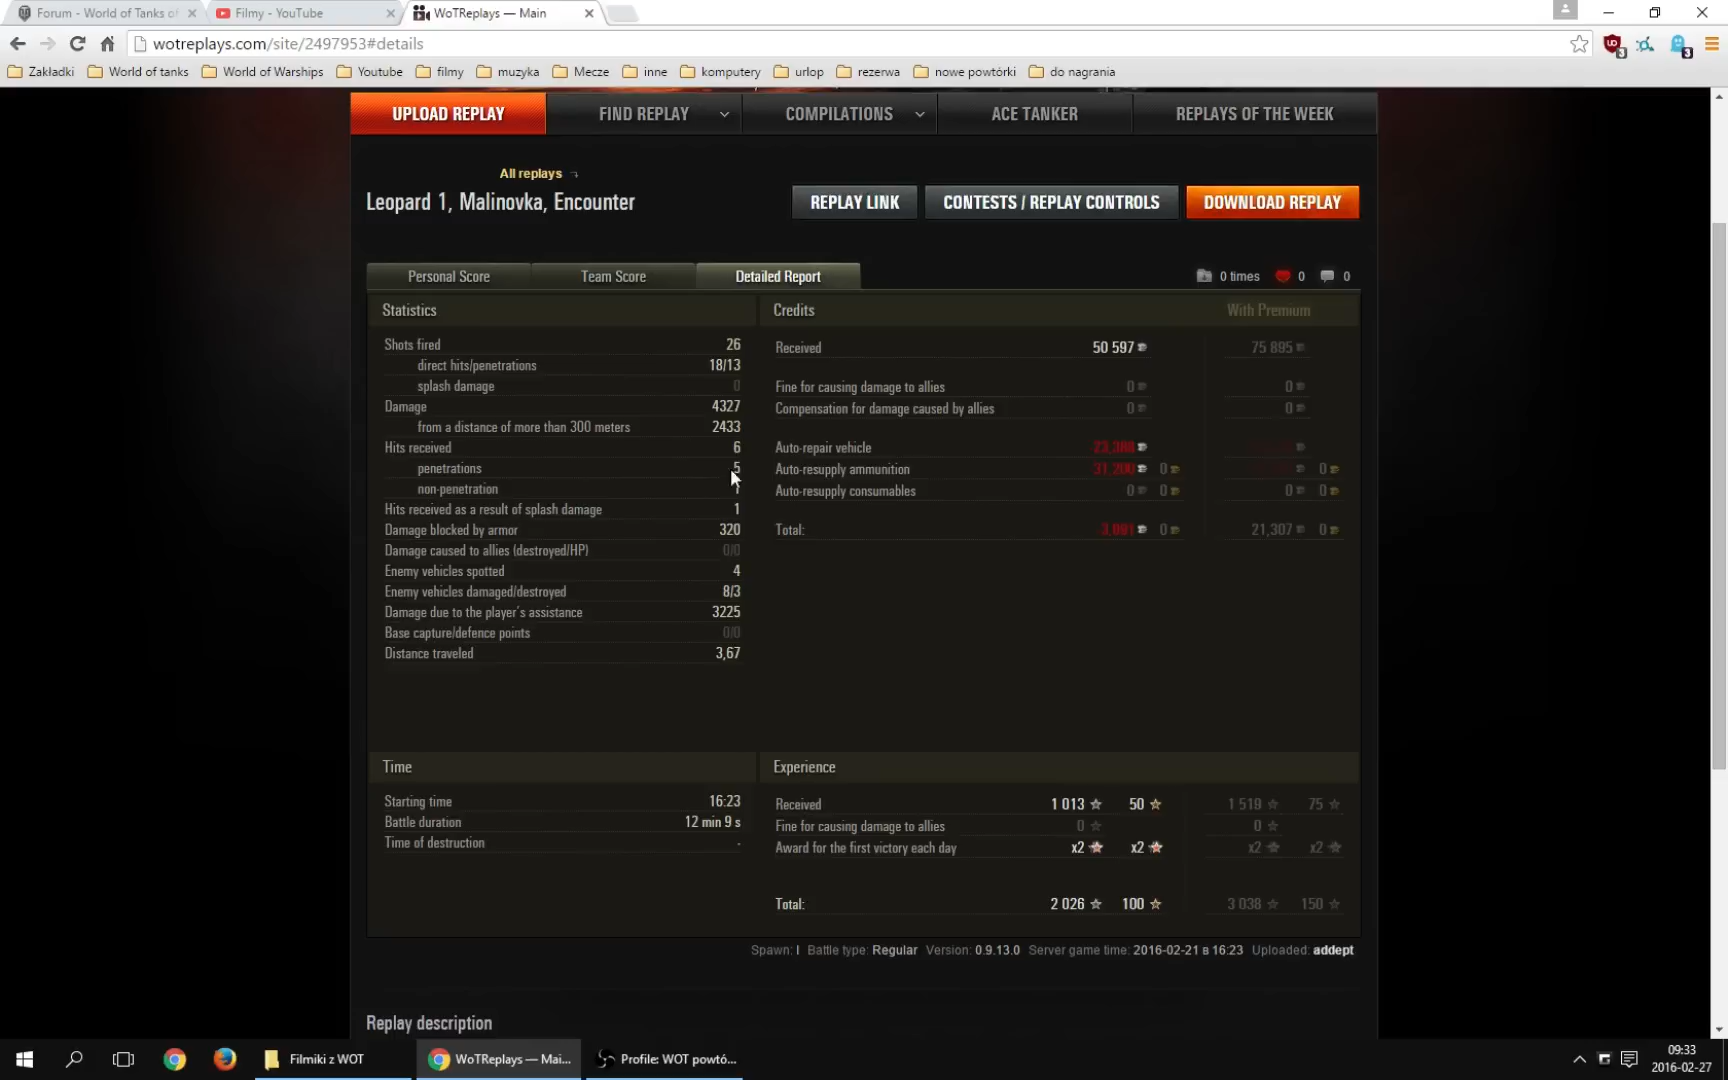 Forum - World of Tanks of
Filmy - YouTube
WoTReplays — Main
wotreplays.com/site/2497953#details
Zakładki World of tanks World of Warships Youtube filmy muzyka Mecze inne komputery urlop rezerwa nowe powtórki do nagrania
UPLOAD REPLAY FIND REPLAY COMPILATIONS ACE TANKER REPLAYS OF THE WEEK
All replays
Leopard 1, Malinovka, Encounter
REPLAY LINK CONTESTS / REPLAY CONTROLS DOWNLOAD REPLAY
Personal Score Team Score Detailed Report 0 times 0 0
Statistics
Shots fired 26
direct hits/penetrations 18/13
splash damage 0
Damage 4327
from a distance of more than 300 meters 2433
Hits received 6
penetrations 5
non-penetration
Hits received as a result of splash damage 1
Damage blocked by armor 320
Damage caused to allies (destroyed/HP) 0/0
Enemy vehicles spotted 4
Enemy vehicles damaged/destroyed 8/3
Damage due to the player's assistance 3225
Base capture/defence points 0/0
Distance traveled 3,67
Credits With Premium
Received 50 597 75 895
Fine for causing damage to allies 0 0
Compensation for damage caused by allies 0 0
Auto-repair vehicle
Auto-resupply ammunition 31,200 0 0
Auto-resupply consumables 0 0 0 0
Total: 0 21,307 0
Time
Starting time 16:23
Battle duration 12 min 9 s
Time of destruction -
Experience
Received 1 013 50 1 519 75
Fine for causing damage to allies 0 0
Award for the first victory each day x2 x2 x2 x2
Total: 2 026 100 3 038 150
Spawn: I Battle type: Regular Version: 0.9.13.0 Server game time: 2016-02-21 в 16:23 Uploaded: addept
Replay description
Filmiki z WOT
WoTReplays — Mai...
Profile: WOT powtó...
09:33
2016-02-27